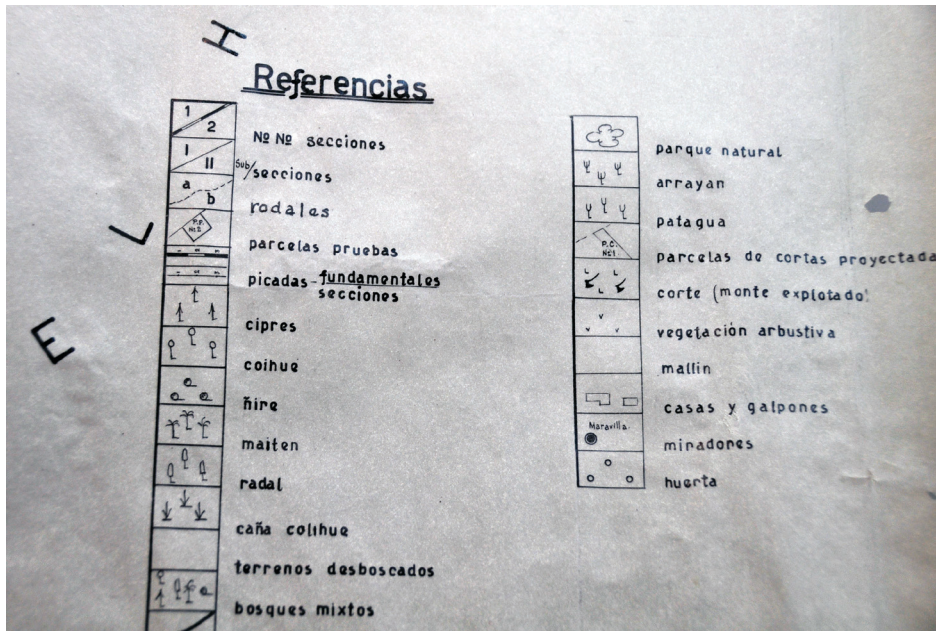 H
L
E
Referencias
1
2
Nº Nº secciones
I
II
Sub/secciones
a
b
rodales
P.P.
Nº2
parcelas pruebas
picadas-fundamentales
secciones
cipres
coihue
ñire
maiten
radal
caña colihue
terrenos desboscados
bosques mixtos
parque natural
arrayan
patagua
P.C.
Nº1
parcelas de cortas proyectada
corte (monte explotado)
vegetación arbustiva
mallin
casas y galpones
Maravilla
miradores
huerta